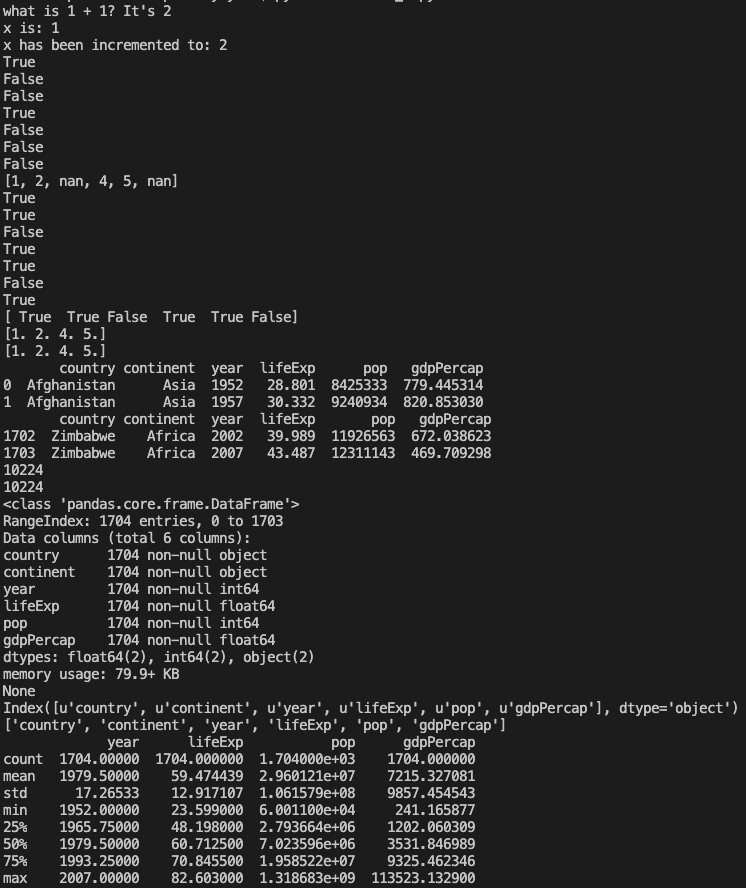 what is 1 + 1? It's 2
x is: 1
x has been incremented to: 2
True
False
False
True
False
False
False
[1, 2, nan, 4, 5, nan]
True
True
False
True
True
False
True
[ True  True False  True  True False]
[1. 2. 4. 5.]
[1. 2. 4. 5.]
       country continent  year  lifeExp      pop   gdpPercap
0  Afghanistan      Asia  1952   28.801  8425333  779.445314
1  Afghanistan      Asia  1957   30.332  9240934  820.853030
       country continent  year  lifeExp       pop   gdpPercap
1702  Zimbabwe    Africa  2002   39.989  11926563  672.038623
1703  Zimbabwe    Africa  2007   43.487  12311143  469.709298
10224
10224
<class 'pandas.core.frame.DataFrame'>
RangeIndex: 1704 entries, 0 to 1703
Data columns (total 6 columns):
country      1704 non-null object
continent    1704 non-null object
year         1704 non-null int64
lifeExp      1704 non-null float64
pop          1704 non-null int64
gdpPercap    1704 non-null float64
dtypes: float64(2), int64(2), object(2)
memory usage: 79.9+ KB
None
Index([u'country', u'continent', u'year', u'lifeExp', u'pop', u'gdpPercap'], dtype='object')
['country', 'continent', 'year', 'lifeExp', 'pop', 'gdpPercap']
             year      lifeExp           pop      gdpPercap
count  1704.00000  1704.000000  1.704000e+03    1704.000000
mean   1979.50000    59.474439  2.960121e+07    7215.327081
std      17.26533    12.917107  1.061579e+08    9857.454543
min    1952.00000    23.599000  6.001100e+04     241.165877
25%    1965.75000    48.198000  2.793664e+06    1202.060309
50%    1979.50000    60.712500  7.023596e+06    3531.846989
75%    1993.25000    70.845500  1.958522e+07    9325.462346
max    2007.00000    82.603000  1.318683e+09  113523.132900